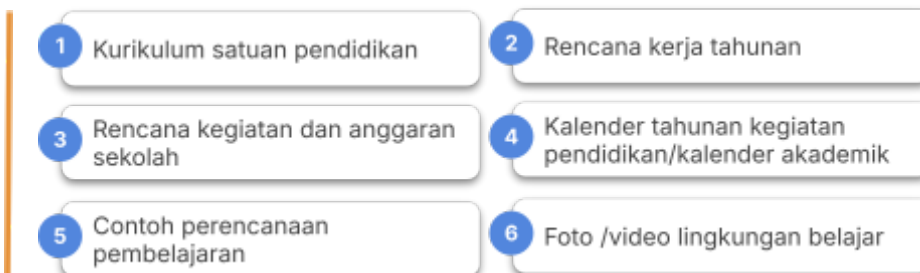 1 Kurikulum satuan pendidikan
2 Rencana kerja tahunan
3 Rencana kegiatan dan anggaran
sekolah
4 Kalender tahunan kegiatan
pendidikan/kalender akademik
5 Contoh perencanaan
pembelajaran
6 Foto /video lingkungan belajar